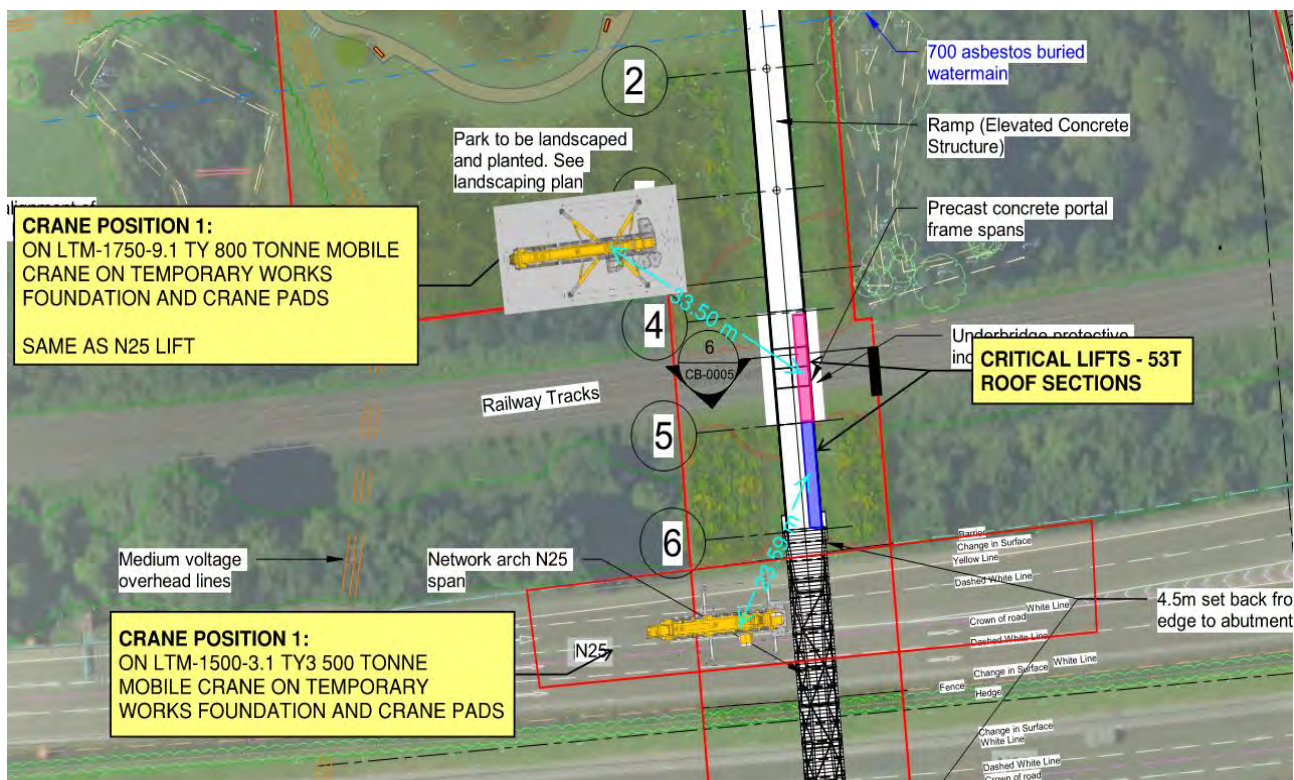 700 asbestos buried
watermain
2
Ramp (Elevated Concrete
Structure)
Park to be landscaped
and planted. See
landscaping plan
Precast concrete portal
frame spans
CRANE POSITION 1:
ON LTM-1750-9.1 TY 800 TONNE MOBILE
CRANE ON TEMPORARY WORKS
FOUNDATION AND CRANE PADS
SAME AS N25 LIFT
33.50 m
4
6
CB-0005
Underbridge protective
CRITICAL LIFTS - 53T
ROOF SECTIONS
Railway Tracks
5
6
23.59 m
Medium voltage
overhead lines
Network arch N25
span
Barrier
Change in Surface
Yellow Line
Dashed White Line
White Line
Crown of road
Dashed White Line
4.5m set back
edge to abutment
CRANE POSITION 1:
ON LTM-1500-3.1 TY3 500 TONNE
MOBILE CRANE ON TEMPORARY
WORKS FOUNDATION AND CRANE PADS
N25
Change in Surface White Line
Fence
Hedge
Change in Surface
White Line
Dashed White Line
Crown of road